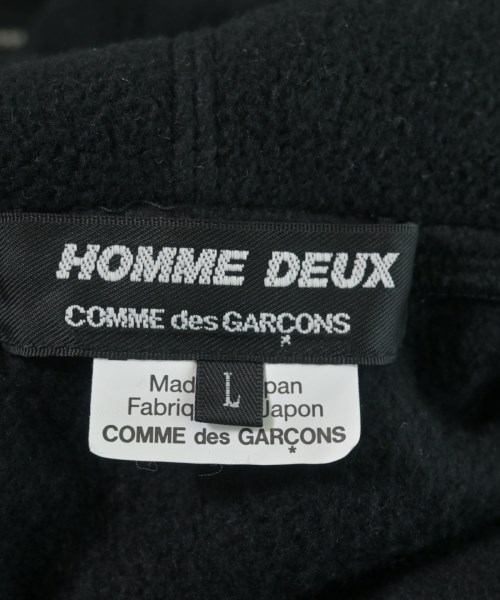 HOMME DEUX
COMME des GARÇONS
L
Mad pan
Fabriq Japon
COMME des GARÇONS